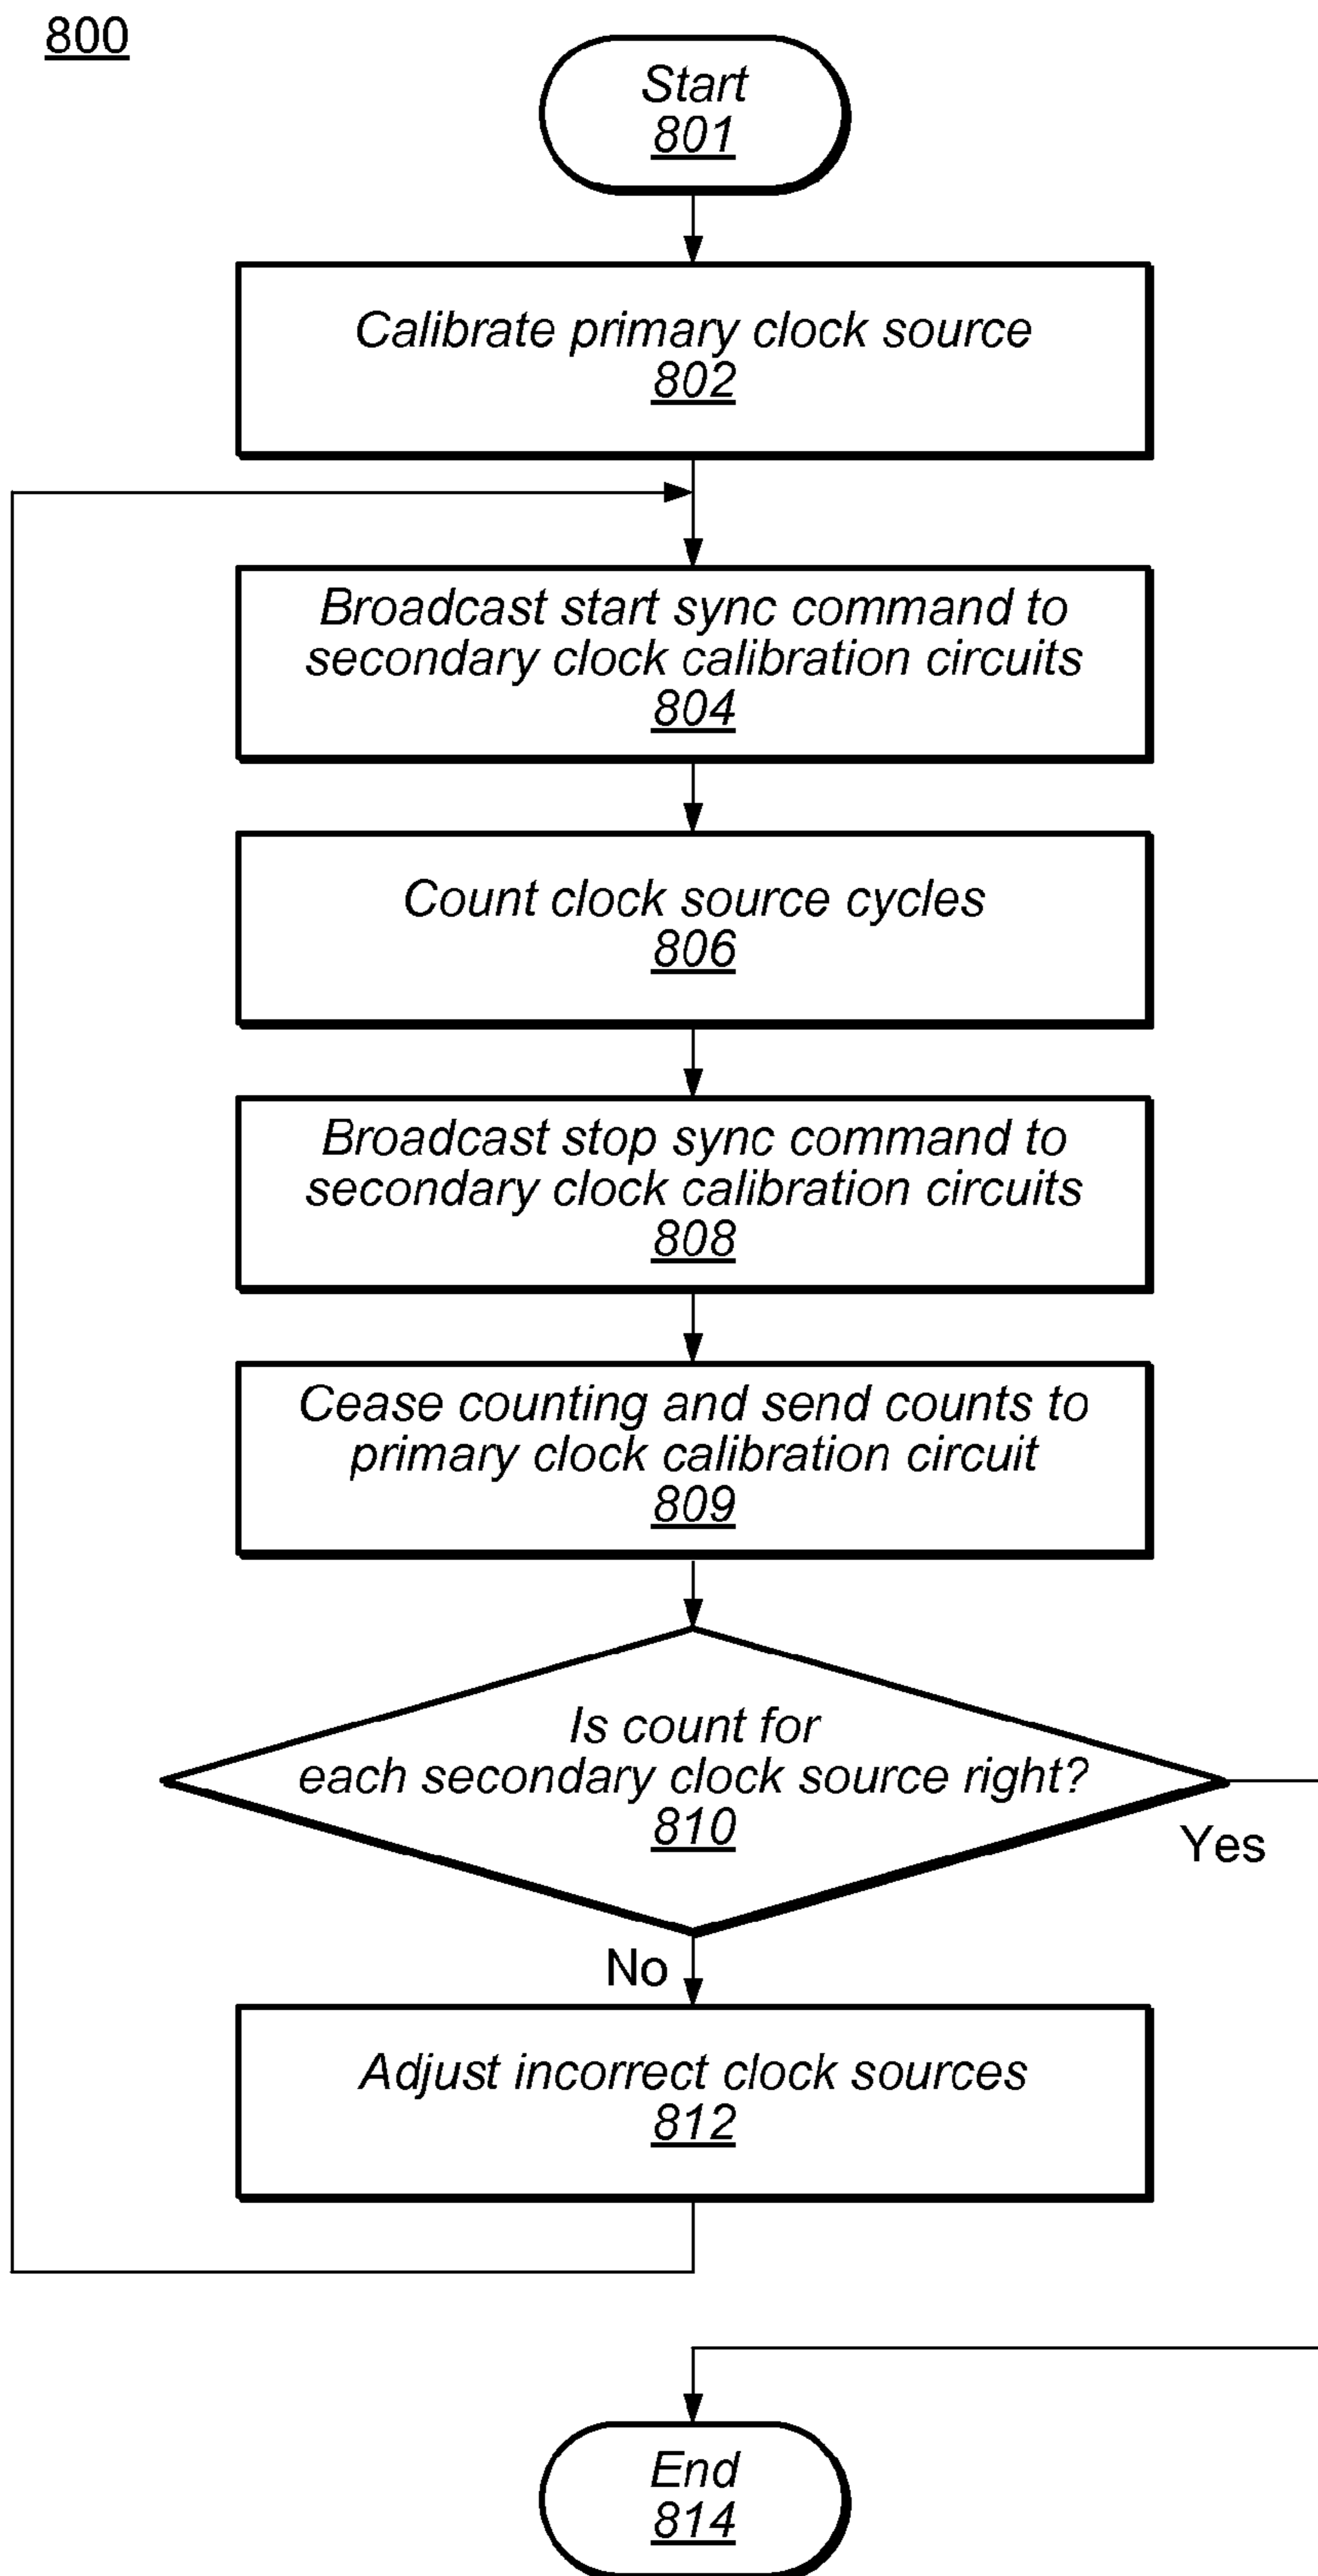 800
Start
801
Calibrate primary clock source
802
Broadcast start sync command to
secondary clock calibration circuits
804
Count clock source cycles
806
Broadcast stop sync command to
secondary clock calibration circuits
808
Cease counting and send counts to
primary clock calibration circuit
809
Is count for
each secondary clock source right?
810
Yes
No
Adjust incorrect clock sources
812
End
814